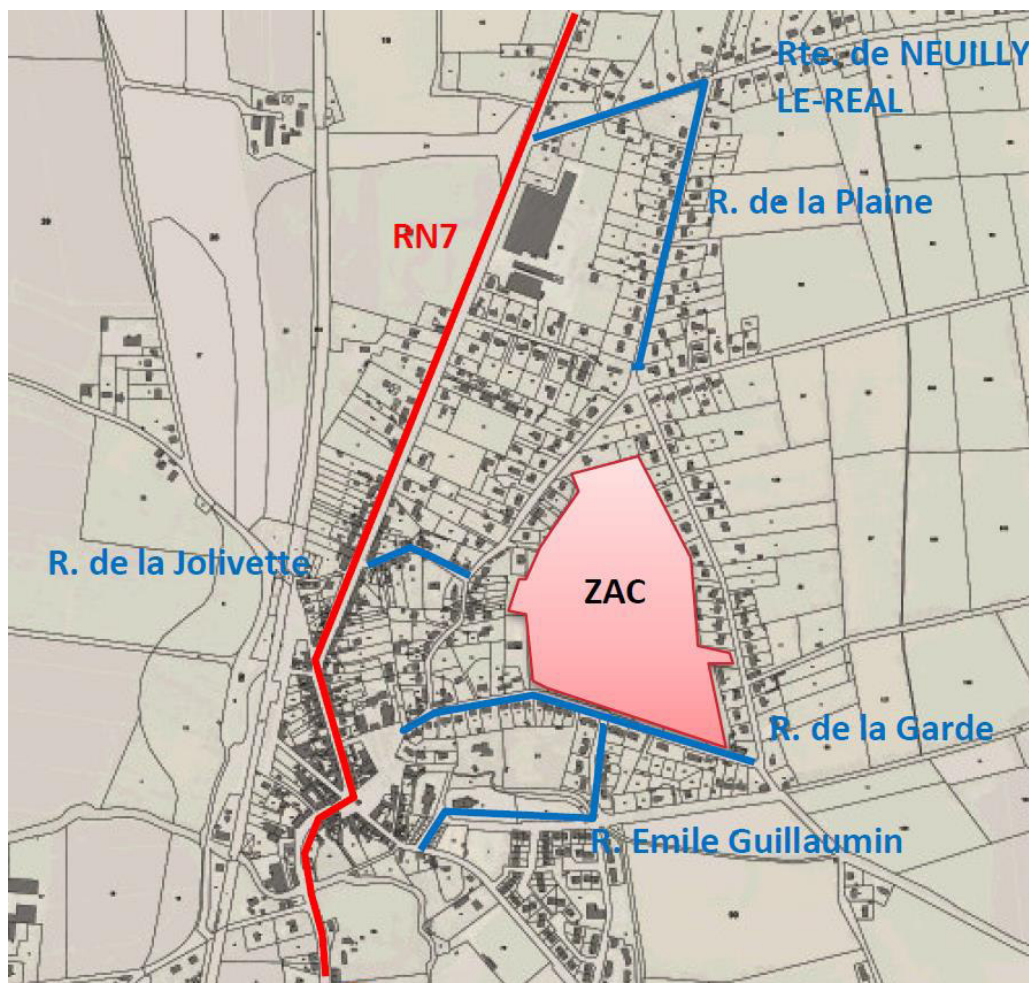 Rte. de NEUILLY
LE-REAL
R. de la Plaine
RN7
R. de la Jolivette
ZAC
R. de la Garde
R. Emile Guillaumin